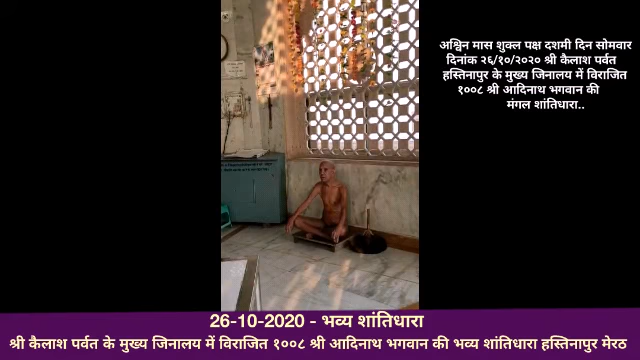 अश्विन मास शुक्ल पक्ष दशमी दिन सोमवार
दिनांक २६/१०/२०२० श्री कैलाश पर्वत
हस्तिनापुर के मुख्य जिनालय में विराजित
१००८ श्री आदिनाथ भगवान की
मंगल शांतिधारा..
26-10-2020 - भव्य शांतिधारा
श्री कैलाश पर्वत के मुख्य जिनालय में विराजित १००८ श्री आदिनाथ भगवान की भव्य शांतिधारा हस्तिनापुर मेरठ